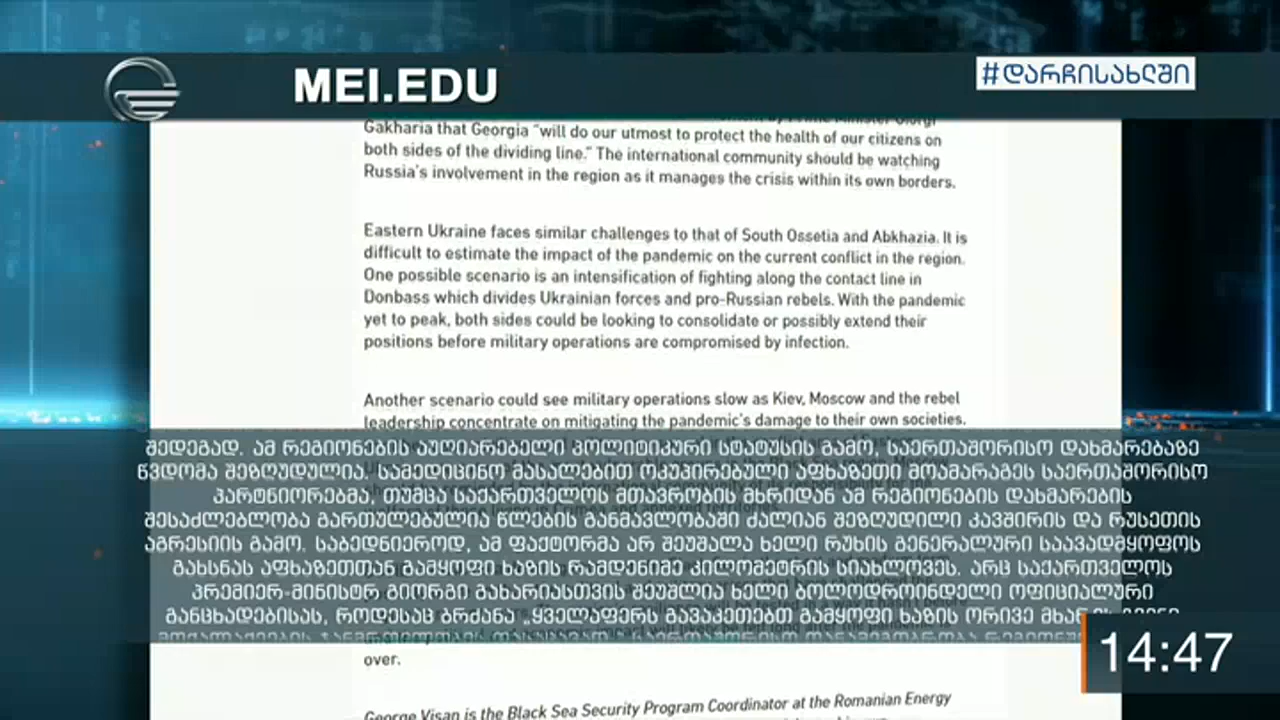 MEI.EDU
#ᲓᲐᲠᲩᲘᲡᲐᲮᲚᲨᲘ
Gakharia that Georgia “will do our utmost to protect the health of our citizens on
both sides of the dividing line.” The international community should be watching
Russia's involvement in the region as it manages the crisis within its own borders.
Eastern Ukraine faces similar challenges to that of South Ossetia and Abkhazia. It is
difficult to estimate the impact of the pandemic on the current conflict in the region.
One possible scenario is an intensification of fighting along the contact line in
Donbass which divides Ukrainian forces and pro-Russian rebels. With the pandemic
yet to peak, both sides could be looking to consolidate or possibly extend their
positions before military operations are compromised by infection.
Another scenario could see military operations slow as Kiev, Moscow and the rebel
leadership concentrate on mitigating the pandemic's damage to their own societies.
ᲨᲔᲓᲔᲒᲐᲓ. ᲐᲛ ᲠᲔᲒᲘᲝᲜᲔᲑᲘᲡ ᲐᲦᲘᲐᲠᲔᲑᲔᲚᲘ ᲞᲝᲚᲘᲢᲘᲙᲣᲠᲘ ᲡᲢᲐᲢᲣᲡᲘᲡ ᲒᲐᲛᲝ, ᲡᲐᲔᲠᲗᲐᲨᲝᲠᲘᲡᲝ ᲓᲐᲮᲛᲐᲠᲔᲑᲐᲖᲔ
ᲬᲕᲓᲝᲛᲐ ᲨᲔᲖᲦᲣᲓᲣᲚᲘᲐ. ᲡᲐᲛᲔᲓᲘᲪᲘᲜᲝ ᲛᲐᲡᲐᲚᲔᲑᲘᲗ ᲝᲙᲣᲞᲘᲠᲔᲑᲣᲚᲘ ᲐᲤᲮᲐᲖᲔᲗᲘ ᲛᲝᲐᲛᲐᲠᲐᲒᲔᲡ ᲡᲐᲔᲠᲗᲐᲨᲝᲠᲘᲡᲝ
ᲞᲐᲠᲢᲜᲘᲝᲠᲔᲑᲛᲐ, ᲗᲣᲛᲪᲐ ᲡᲐᲥᲐᲠᲗᲕᲔᲚᲝᲡ ᲛᲗᲐᲕᲠᲝᲑᲘᲡ ᲛᲮᲠᲘᲓᲐᲜ ᲐᲛ ᲠᲔᲒᲘᲝᲜᲔᲑᲘᲡ ᲓᲐᲮᲛᲐᲠᲔᲑᲘᲡ
ᲨᲔᲡᲐᲫᲚᲔᲑᲚᲝᲑᲐ ᲒᲐᲠᲗᲣᲚᲔᲑᲣᲚᲘᲐ ᲬᲚᲔᲑᲘᲡ ᲒᲐᲜᲛᲐᲕᲚᲝᲑᲐᲨᲘ ᲫᲐᲚᲘᲐᲜ ᲨᲔᲖᲦᲣᲓᲣᲚᲘ ᲙᲐᲕᲨᲘᲠᲘᲡ ᲓᲐ ᲠᲣᲡᲔᲗᲘᲡ
ᲐᲒᲠᲔᲡᲘᲘᲡ ᲒᲐᲛᲝ. ᲡᲐᲑᲔᲓᲜᲘᲔᲠᲝᲓ, ᲐᲛ ᲤᲐᲥᲢᲝᲠᲛᲐ ᲐᲠ ᲨᲔᲣᲨᲐᲚᲐ ᲮᲔᲚᲘ ᲠᲣᲮᲘᲡ ᲒᲔᲜᲔᲠᲐᲚᲣᲠᲘ ᲡᲐᲐᲕᲐᲓᲛᲧᲝᲤᲝᲡ
ᲒᲐᲮᲡᲜᲐᲡ ᲐᲤᲮᲐᲖᲔᲗᲗᲐᲜ ᲒᲐᲛᲧᲝᲤᲘ ᲮᲐᲖᲘᲡ ᲠᲐᲛᲓᲔᲜᲘᲛᲔ ᲙᲘᲚᲝᲛᲔᲢᲠᲘᲡ ᲡᲘᲐᲮᲚᲝᲕᲔᲡ. ᲐᲠᲪ ᲡᲐᲥᲐᲠᲗᲕᲔᲚᲝᲡ
ᲞᲠᲔᲛᲘᲔᲠ-ᲛᲘᲜᲘᲡᲢᲠ ᲒᲘᲝᲠᲒᲘ ᲒᲐᲮᲐᲠᲘᲐᲡᲗᲕᲘᲡ ᲨᲔᲣᲨᲚᲘᲐ ᲮᲔᲚᲘ ᲑᲝᲚᲝᲓᲠᲝᲘᲜᲓᲔᲚᲘ ᲝᲤᲘᲪᲘᲐᲚᲣᲠᲘ
ᲒᲐᲜᲪᲮᲐᲓᲔᲑᲘᲡᲐᲡ, ᲠᲝᲓᲔᲡᲐᲪ ᲑᲠᲫᲐᲜᲐ „ᲧᲕᲔᲚᲐᲤᲔᲠᲡ ᲒᲐᲕᲐᲙᲔᲗᲔᲑᲗ ᲒᲐᲛᲧᲝᲤᲘ ᲮᲐᲖᲘᲡ ᲝᲠᲘᲕᲔ
over.
14:47
George Visan is the Black Sea Security Program Coordinator at the Romanian Energy